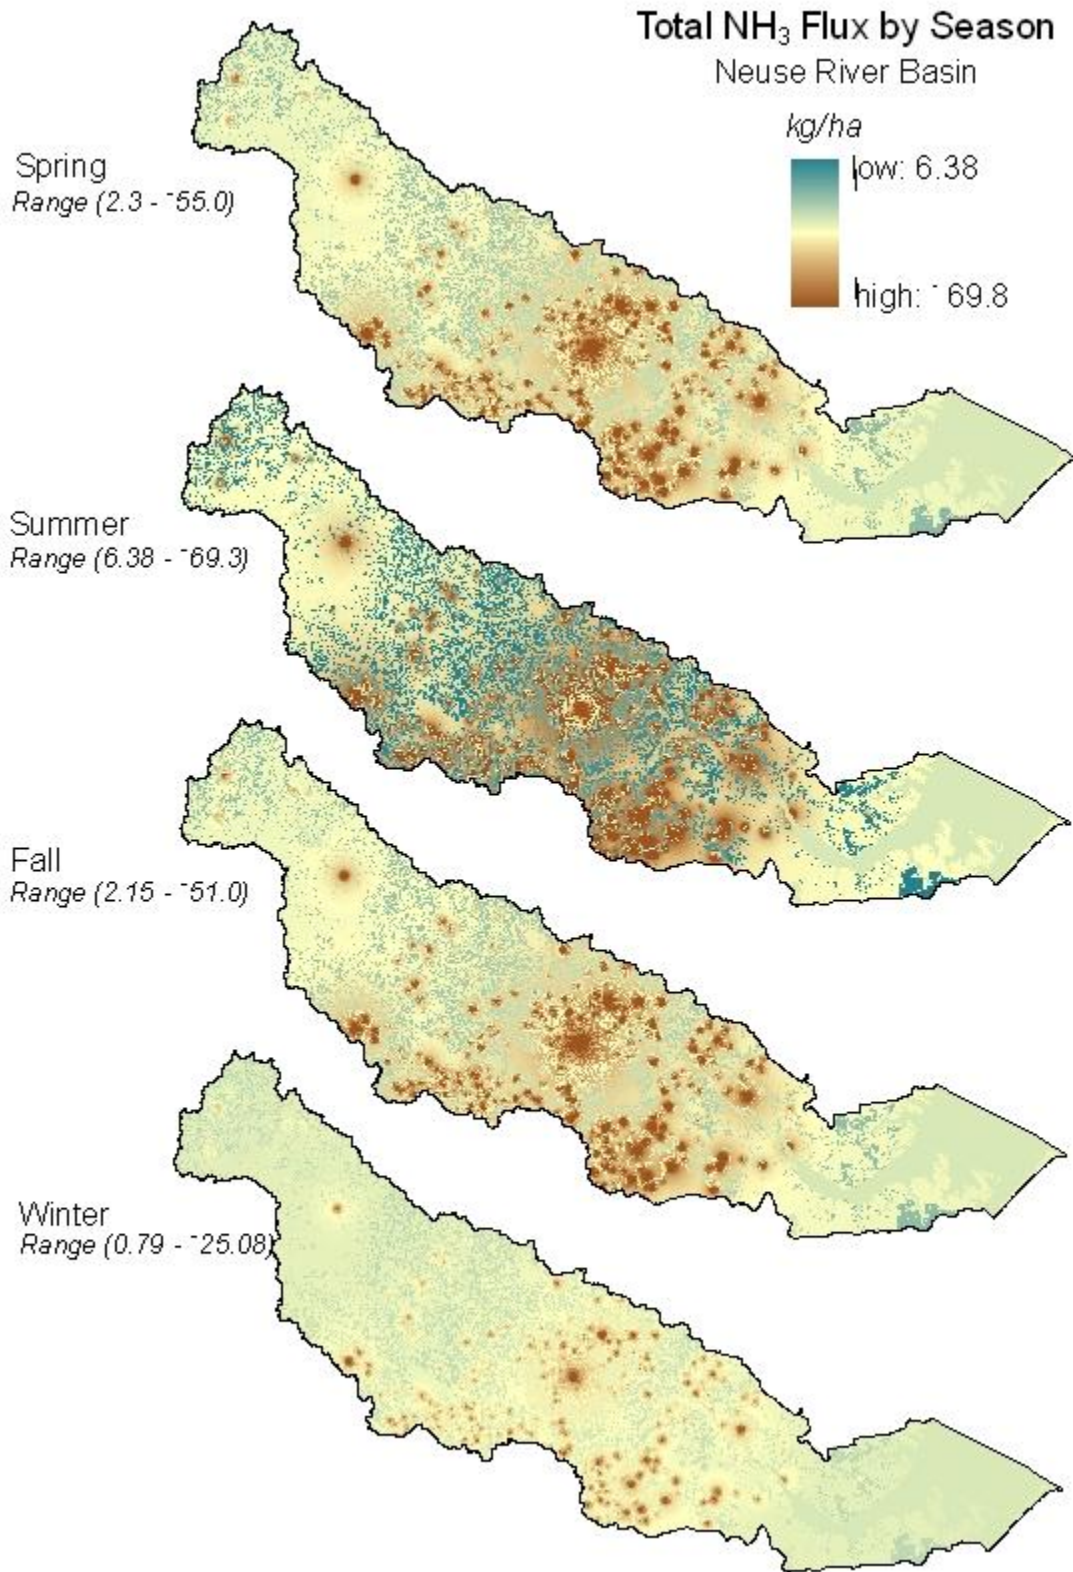 Total NH₃ Flux by Season
Neuse River Basin
kg/ha
low: 6.38
high: ⁻69.8
Spring
Range (2.3 - ⁻55.0)
Summer
Range (6.38 - ⁻69.3)
Fall
Range (2.15 - ⁻51.0)
Winter
Range (0.79 - ⁻25.08)